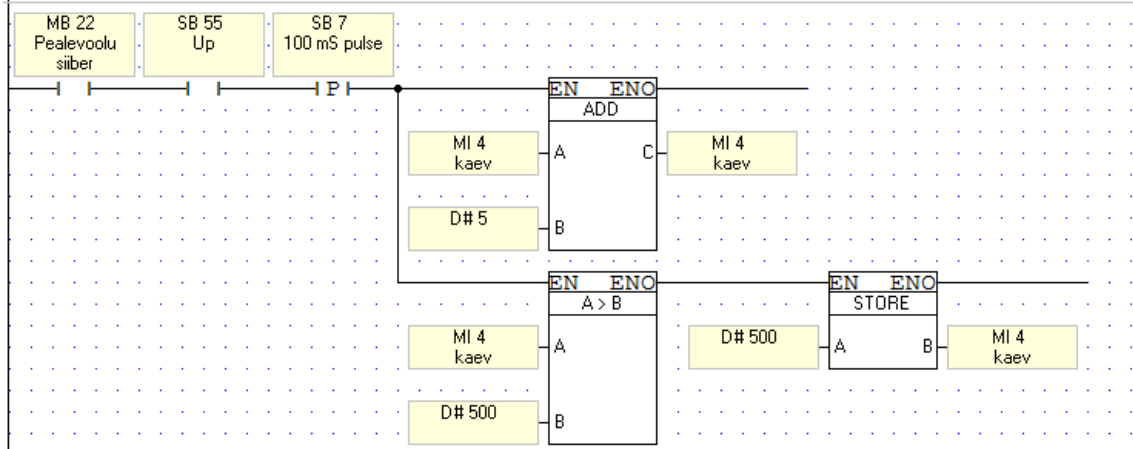 MB 22
Pealevoolu
siiber
SB 55
Up
SB 7
100 mS pulse
P
EN ENO
ADD
MI 4
kaev
A
C
MI 4
kaev
D# 5
B
EN ENO
A > B
EN ENO
STORE
MI 4
kaev
A
D# 500
A
B
MI 4
kaev
D# 500
B